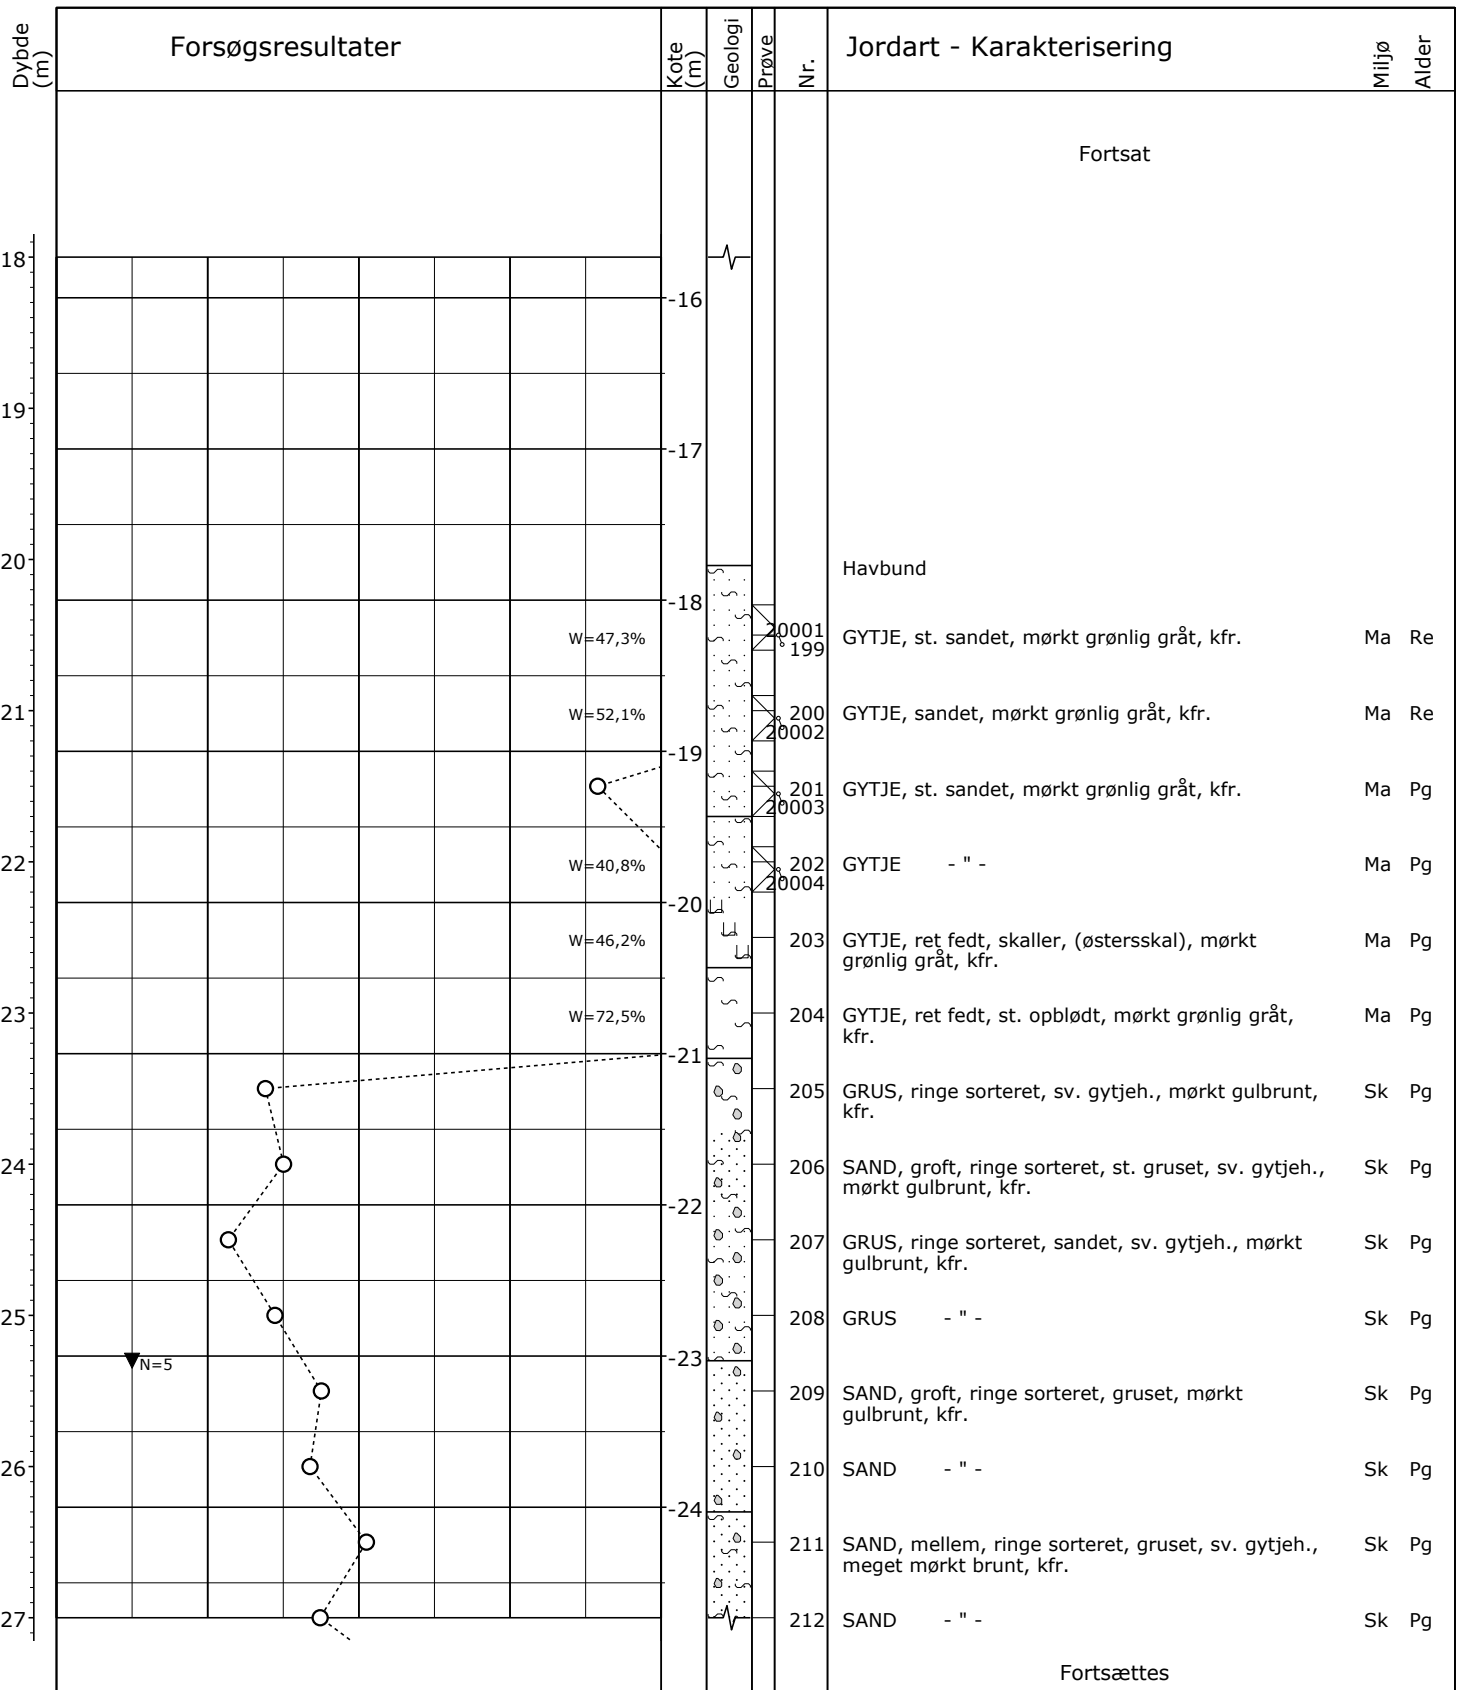 Dybde
(m)
Forsøgsresultater
Kote
(m)
Geologi
Prøve
Nr.
Jordart - Karakterisering
Miljø
Alder
Fortsat
18
-16
19
-17
20
Havbund
-18
W=47,3%
20001
199
GYTJE, st. sandet, mørkt grønlig gråt, kfr.
Ma Re
21
W=52,1%
200
20002
GYTJE, sandet, mørkt grønlig gråt, kfr.
Ma Re
-19
201
20003
GYTJE, st. sandet, mørkt grønlig gråt, kfr.
Ma Pg
22
W=40,8%
202
20004
GYTJE - " -
Ma Pg
-20
W=46,2%
203
GYTJE, ret fedt, skaller, (østersskal), mørkt
grønlig gråt, kfr.
Ma Pg
23
W=72,5%
204
GYTJE, ret fedt, st. opblødt, mørkt grønlig gråt,
kfr.
Ma Pg
-21
205
GRUS, ringe sorteret, sv. gytjeh., mørkt gulbrunt,
kfr.
Sk Pg
24
206
SAND, groft, ringe sorteret, st. gruset, sv. gytjeh.,
mørkt gulbrunt, kfr.
Sk Pg
-22
207
GRUS, ringe sorteret, sandet, sv. gytjeh., mørkt
gulbrunt, kfr.
Sk Pg
25
208
GRUS - " -
Sk Pg
N=5
-23
209
SAND, groft, ringe sorteret, gruset, mørkt
gulbrunt, kfr.
Sk Pg
26
210
SAND - " -
Sk Pg
-24
211
SAND, mellem, ringe sorteret, gruset, sv. gytjeh.,
meget mørkt brunt, kfr.
Sk Pg
27
212
SAND - " -
Sk Pg
Fortsættes